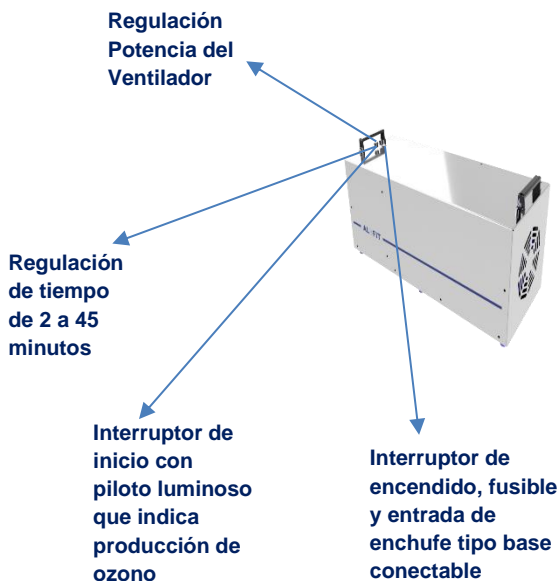 Regulación
Potencia del
Ventilador
AL FIT
Regulación
de tiempo
de 2 a 45
minutos
Interruptor de
inicio con
piloto luminoso
que indica
producción de
ozono
Interruptor de
encendido, fusible
y entrada de
enchufe tipo base
conectable